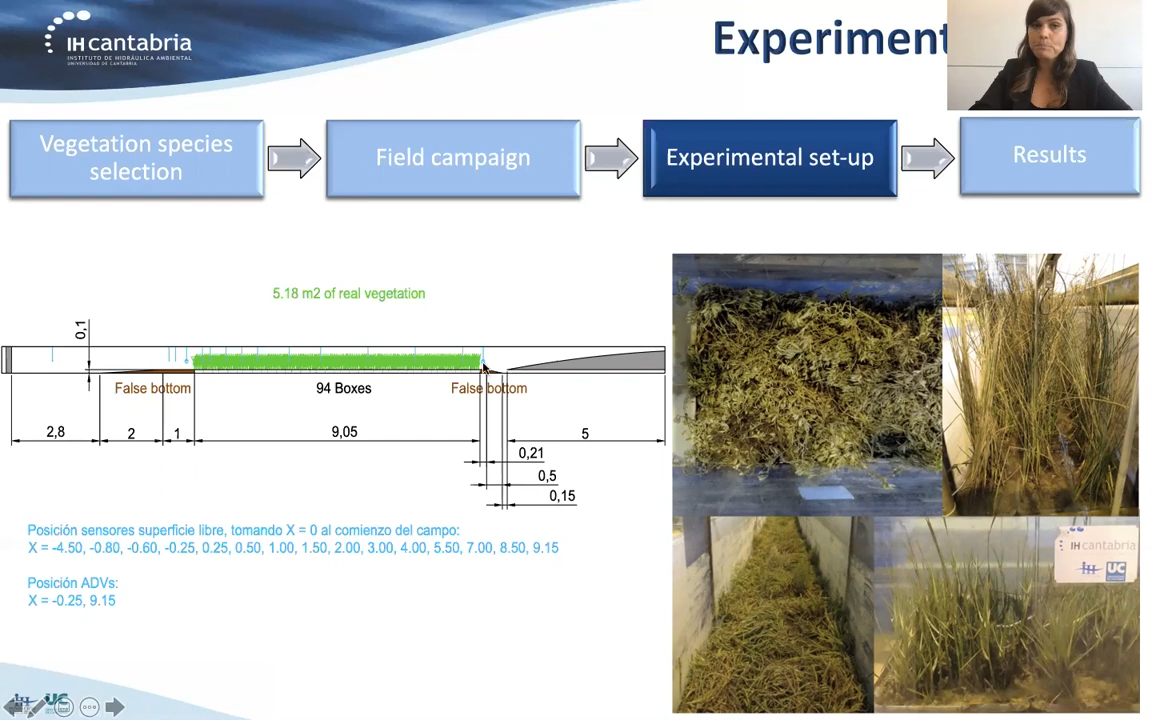 IHcantabria
INSTITUTO DE HIDRÁULICA AMBIENTAL
UNIVERSIDAD DE CANTABRIA
Experiment
Vegetation species
selection
Field campaign
Experimental set-up
Results
5.18 m2 of real vegetation
0,1
False bottom
94 Boxes
False bottom
2,8
2
1
9,05
5
0,21
0,5
0,15
Posición sensores superficie libre, tomando X = 0 al comienzo del campo:
X = -4.50, -0.80, -0.60, -0.25, 0.25, 0.50, 1.00, 1.50, 2.00, 3.00, 4.00, 5.50, 7.00, 8.50, 9.15
Posición ADVs:
X = -0.25, 9.15
IHcantabria
IH
UC
IH
UC